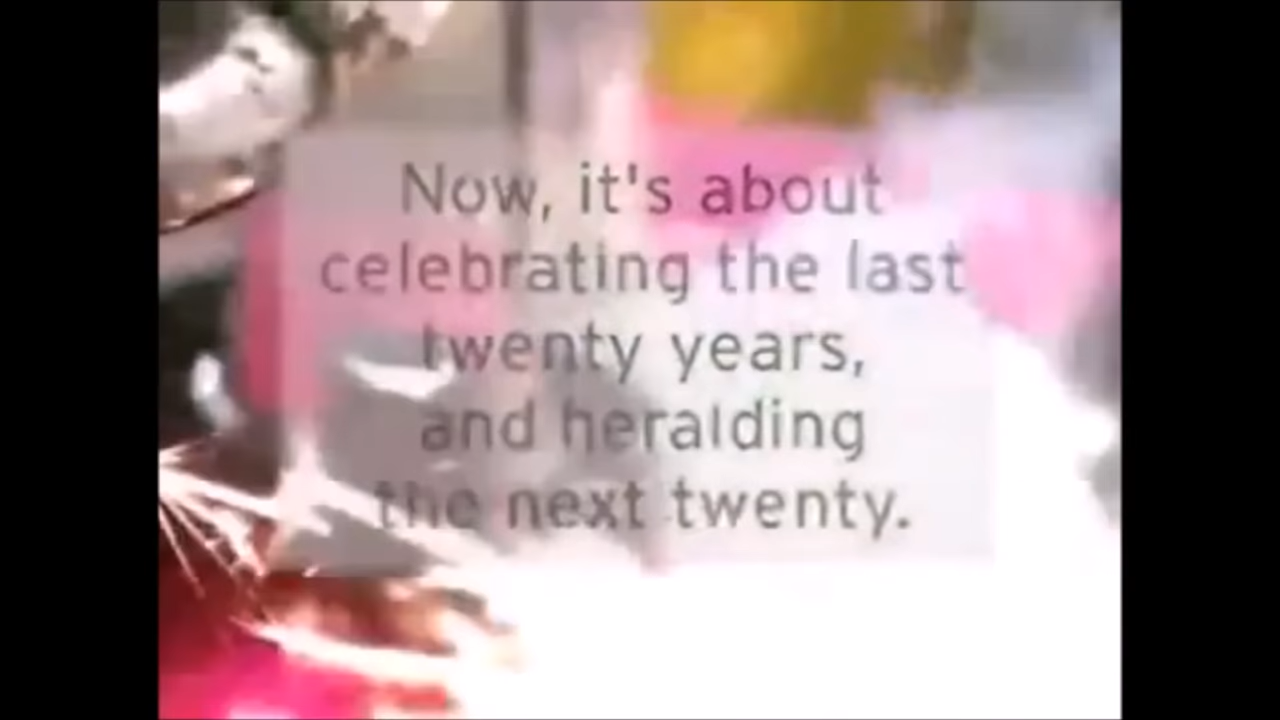 Now, it's about
celebrating the last
twenty years,
and heralding
the next twenty.